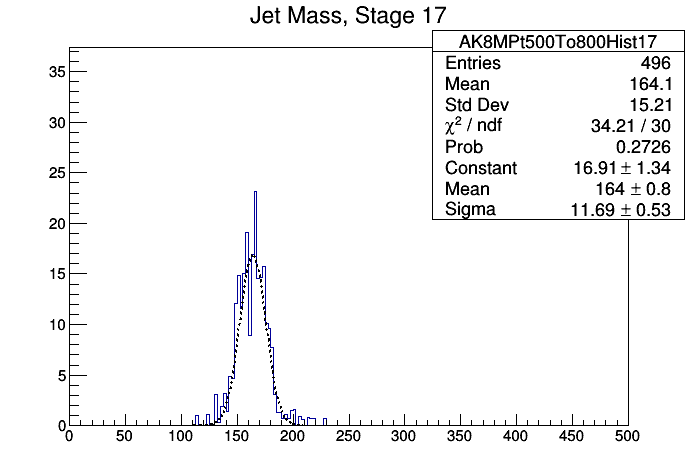 Jet Mass, Stage 17
AK8MPt500To800Hist17
Entries 496
Mean 164.1
Std Dev 15.21
χ² / ndf 34.21 / 30
Prob 0.2726
Constant 16.91 ± 1.34
Mean 164 ± 0.8
Sigma 11.69 ± 0.53
35
30
25
20
15
10
5
0
0 50 100 150 200 250 300 350 400 450 500